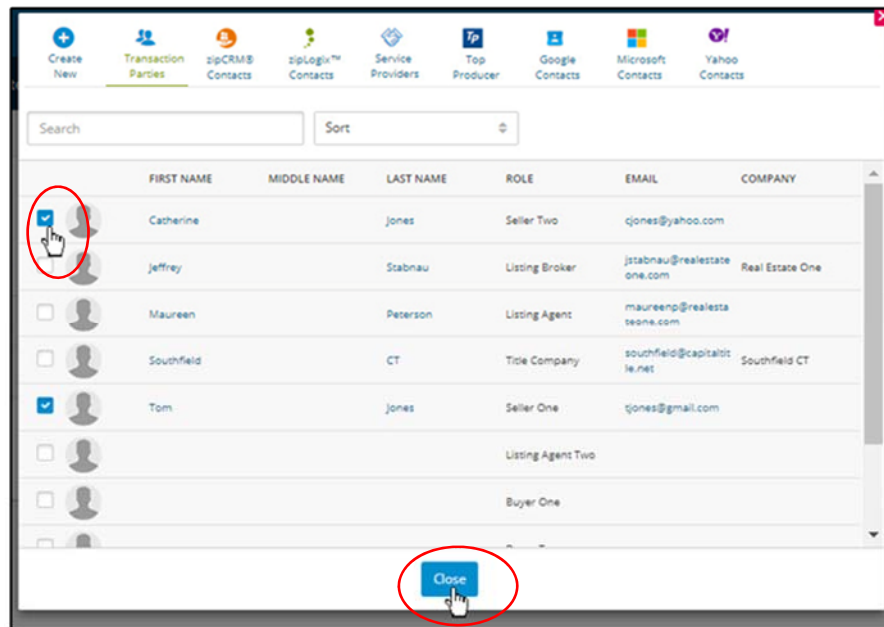 Create New
Transaction Parties
zipCRM® Contacts
zipLogix™ Contacts
Service Providers
Tp
Top Producer
Google Contacts
Microsoft Contacts
Yahoo Contacts
Search
Sort
FIRST NAME MIDDLE NAME LAST NAME ROLE EMAIL COMPANY
Catherine Jones Seller Two cjones@yahoo.com
Jeffrey Stabnau Listing Broker jstabnau@realestate
one.com Real Estate One
Maureen Peterson Listing Agent maureenp@realesta
teone.com
Southfield CT Title Company southfield@capitaltit
le.net Southfield CT
Tom Jones Seller One tjones@gmail.com
Listing Agent Two
Buyer One
Close